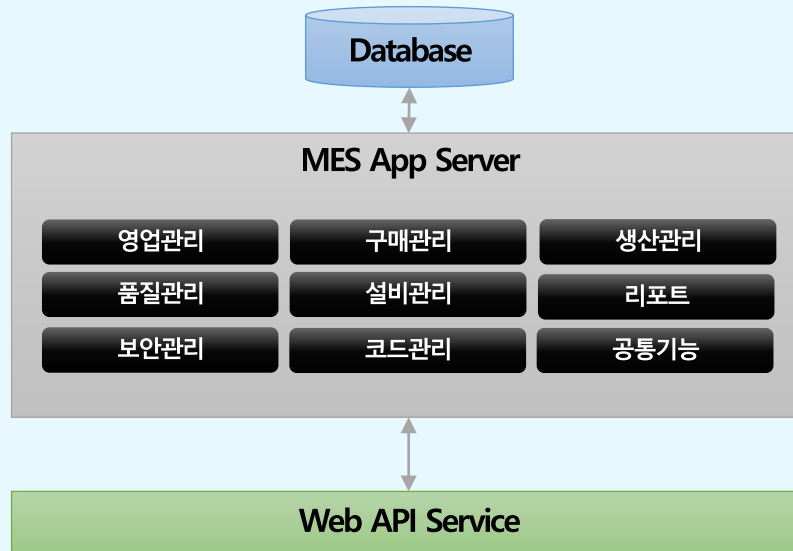 Database
MES App Server
영업관리 구매관리 생산관리
품질관리 설비관리 리포트
보안관리 코드관리 공통기능
Web API Service